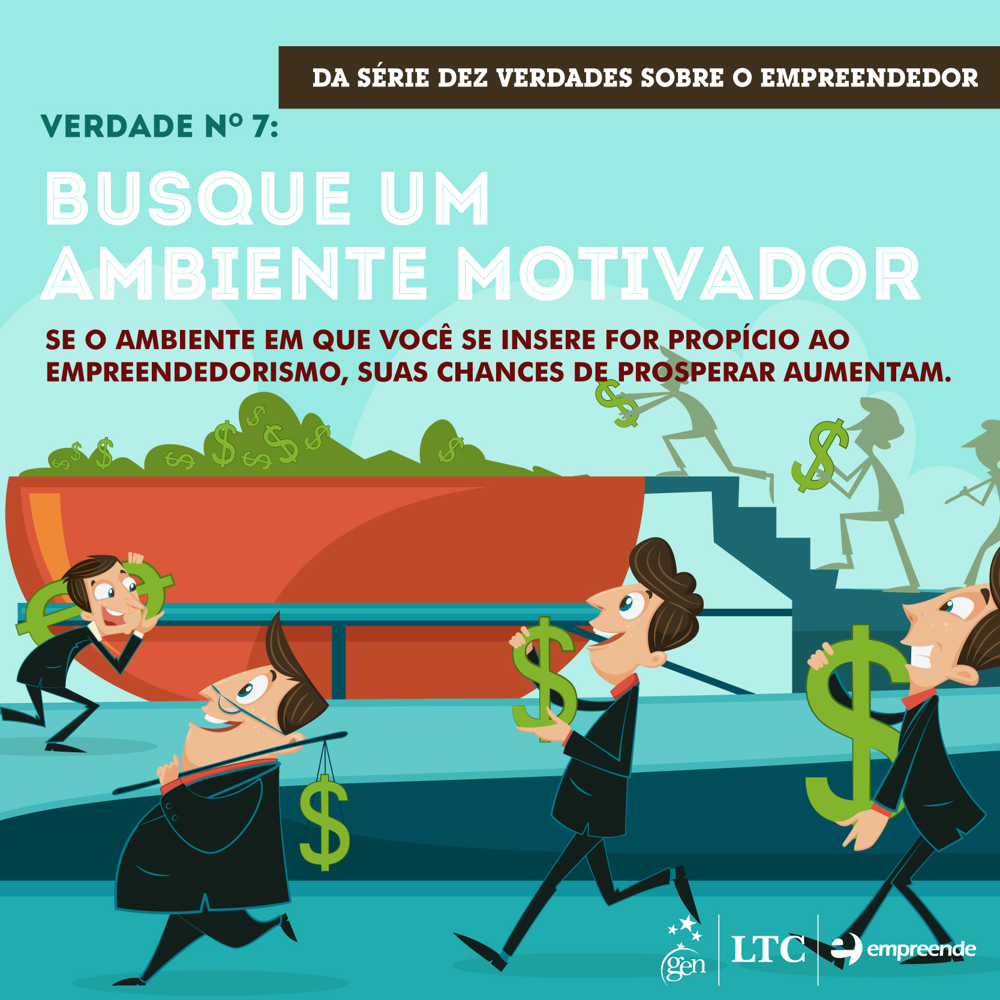 DA SÉRIE DEZ VERDADES SOBRE O EMPREENDEDOR
VERDADE Nº 7:
BUSQUE UM
AMBIENTE MOTIVADOR
SE O AMBIENTE EM QUE VOCÊ SE INSERE FOR PROPÍCIO AO
EMPREENDEDORISMO, SUAS CHANCES DE PROSPERAR AUMENTAM.
$ $ $ $ $ $ $ $ $ $
$
$
$
$
$
gen LTC e empreende